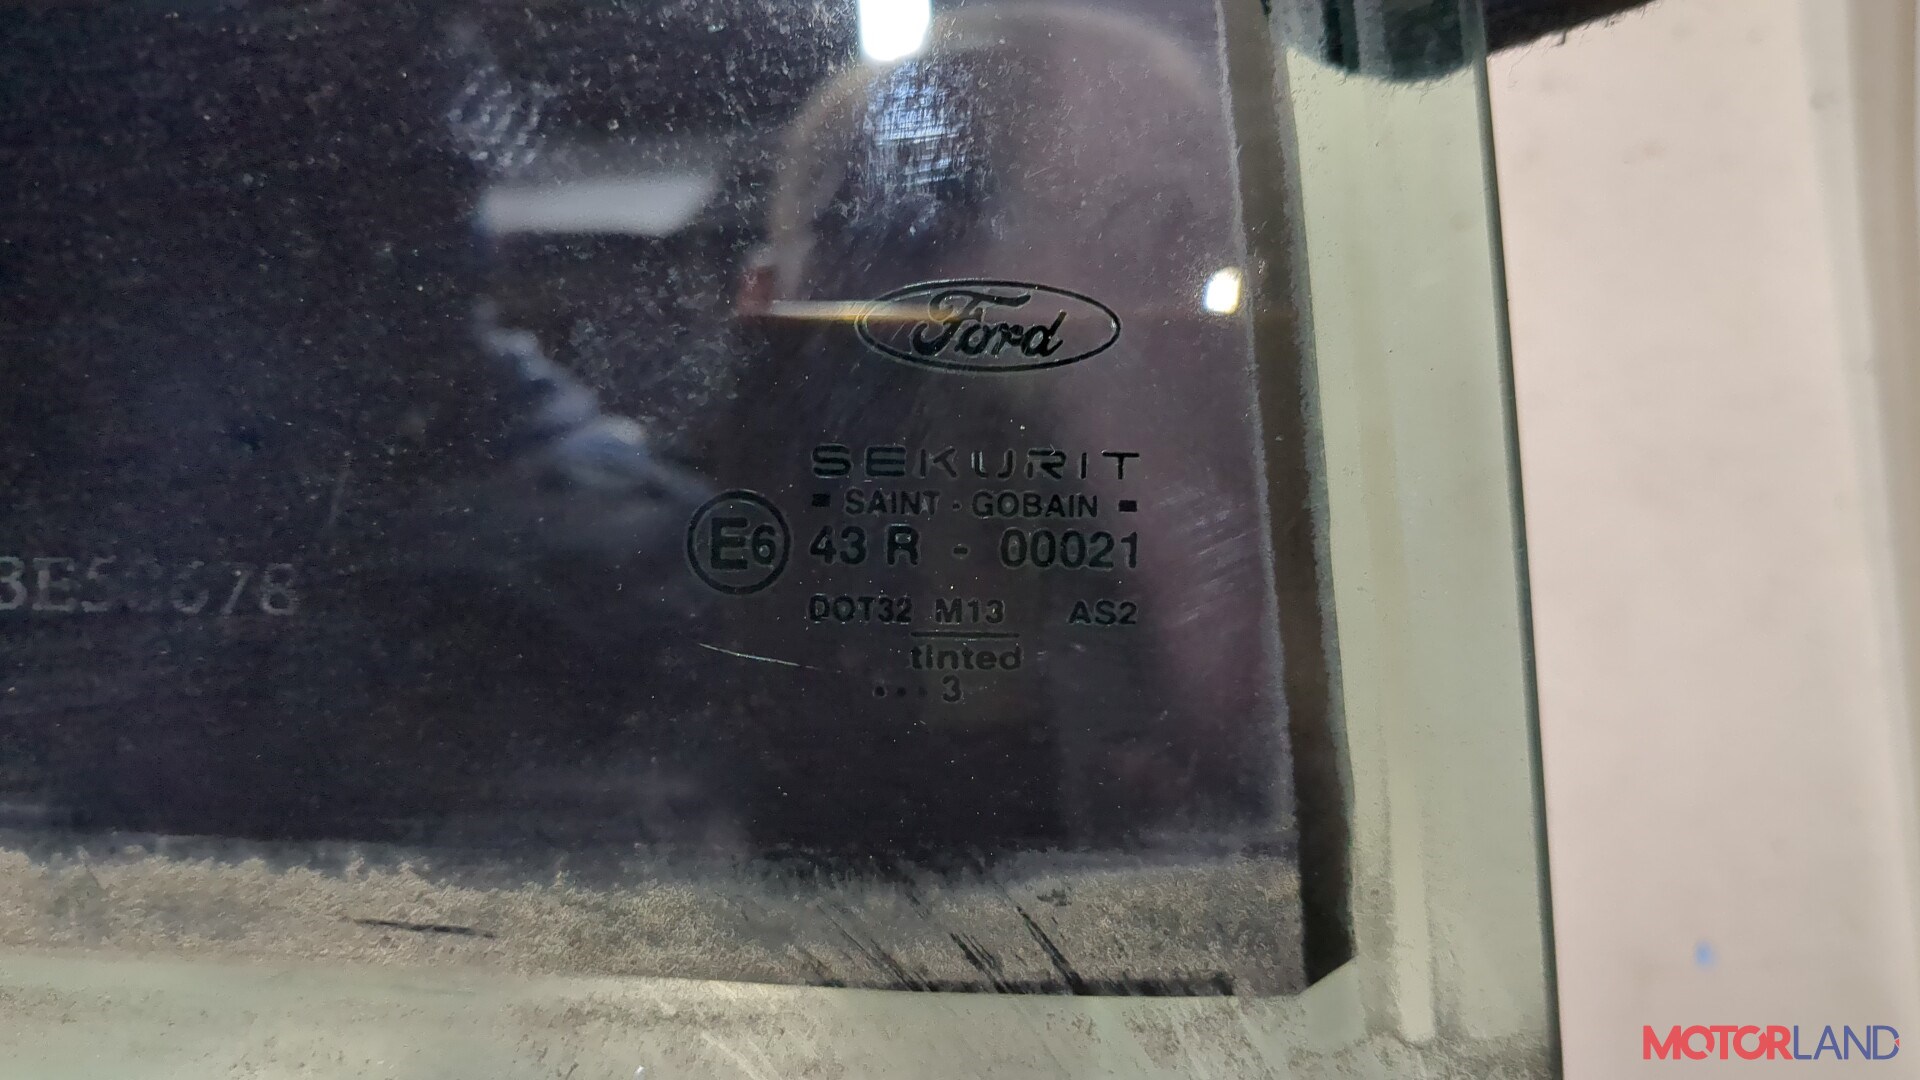 Ford
SEKURIT
SAINT - GOBAIN
E6 43 R - 00021
DOT32 M13 AS2
tinted
...3
MOTORLAND